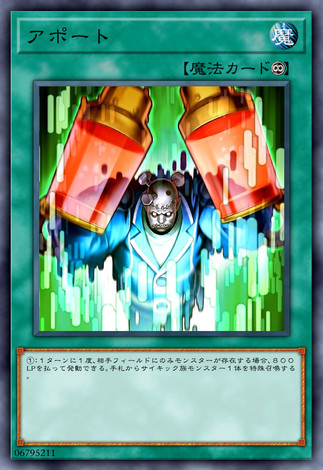 アポート
魔
【魔法カード♾】
①:1ターンに1度、相手フィールドにのみモンスターが存在する場合、800
LPを払って発動できる。手札からサイキック族モンスター1体を特殊召喚する
。
06795211